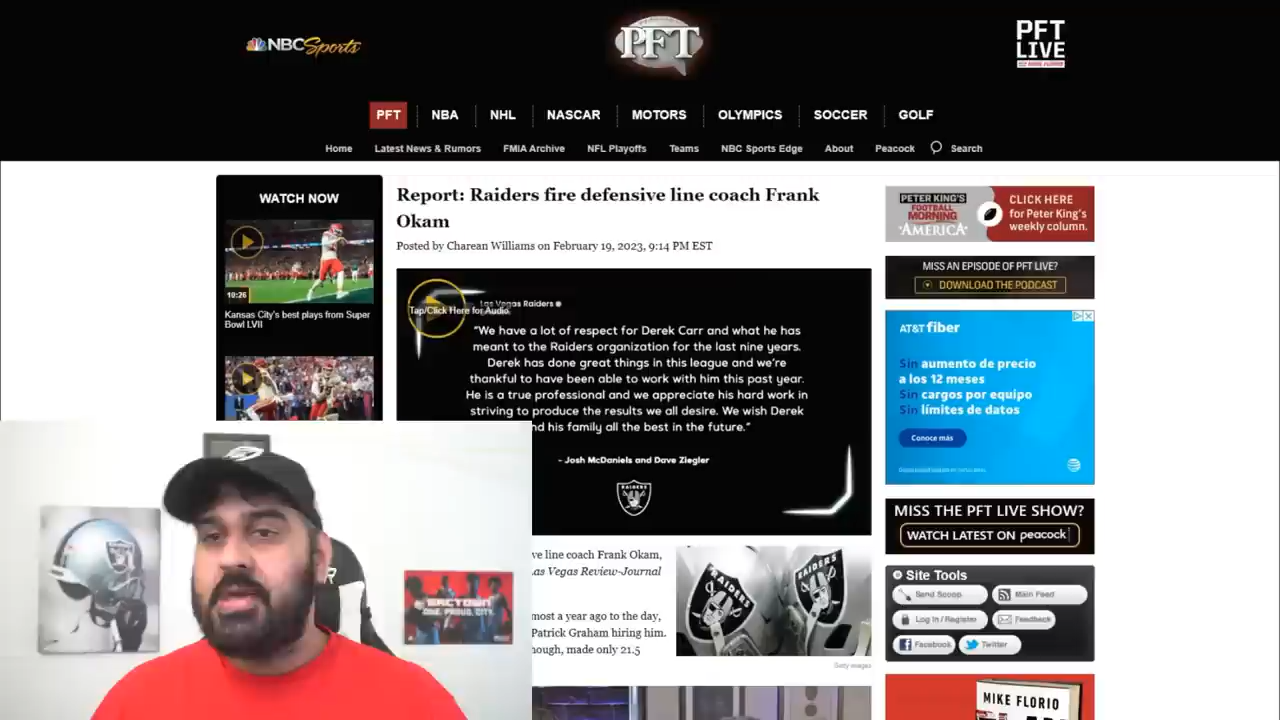 NBC Sports
PFT
PFT
LIVE
PFT
NBA
NHL
NASCAR
MOTORS
OLYMPICS
SOCCER
GOLF
Home
Latest News & Rumors
FMIA Archive
NFL Playoffs
Teams
NBC Sports Edge
About
Peacock
Search
WATCH NOW
10:26
Kansas City's best plays from Super
Bowl LVII
Report: Raiders fire defensive line coach Frank
Okam
Posted by Charean Williams on February 19, 2023, 9:14 PM EST
Las Vegas Raiders
Tap/Click Here for Audio
"We have a lot of respect for Derek Carr and what he has
meant to the Raiders organization for the last nine years.
Derek has done great things in this league and we're
thankful to have been able to work with him this past year.
He is a true professional and we appreciate his hard work in
striving to produce the results we all desire. We wish Derek
nd his family all the best in the future."
- Josh McDaniels and Dave Ziegler
RAIDERS
ve line coach Frank Okam,
as Vegas Review-Journal
most a year ago to the day,
Patrick Graham hiring him.
hough, made only 21.5
RAIDERS
RAIDERS
Getty Images
PETER KING'S
FOOTBALL
MORNING
IN
AMERICA
CLICK HERE
for Peter King's
weekly column.
MISS AN EPISODE OF PFT LIVE?
DOWNLOAD THE PODCAST
AT&T fiber
Sin aumento de precio
a los 12 meses
Sin cargos por equipo
Sin límites de datos
Conoce más
MISS THE PFT LIVE SHOW?
WATCH LATEST ON peacock
Site Tools
Send Scoop
Main Feed
Log in / Register
Feedback
Facebook
Twitter
MIKE FLORIO
SACTOWN
ONE. PROUD. CITY.